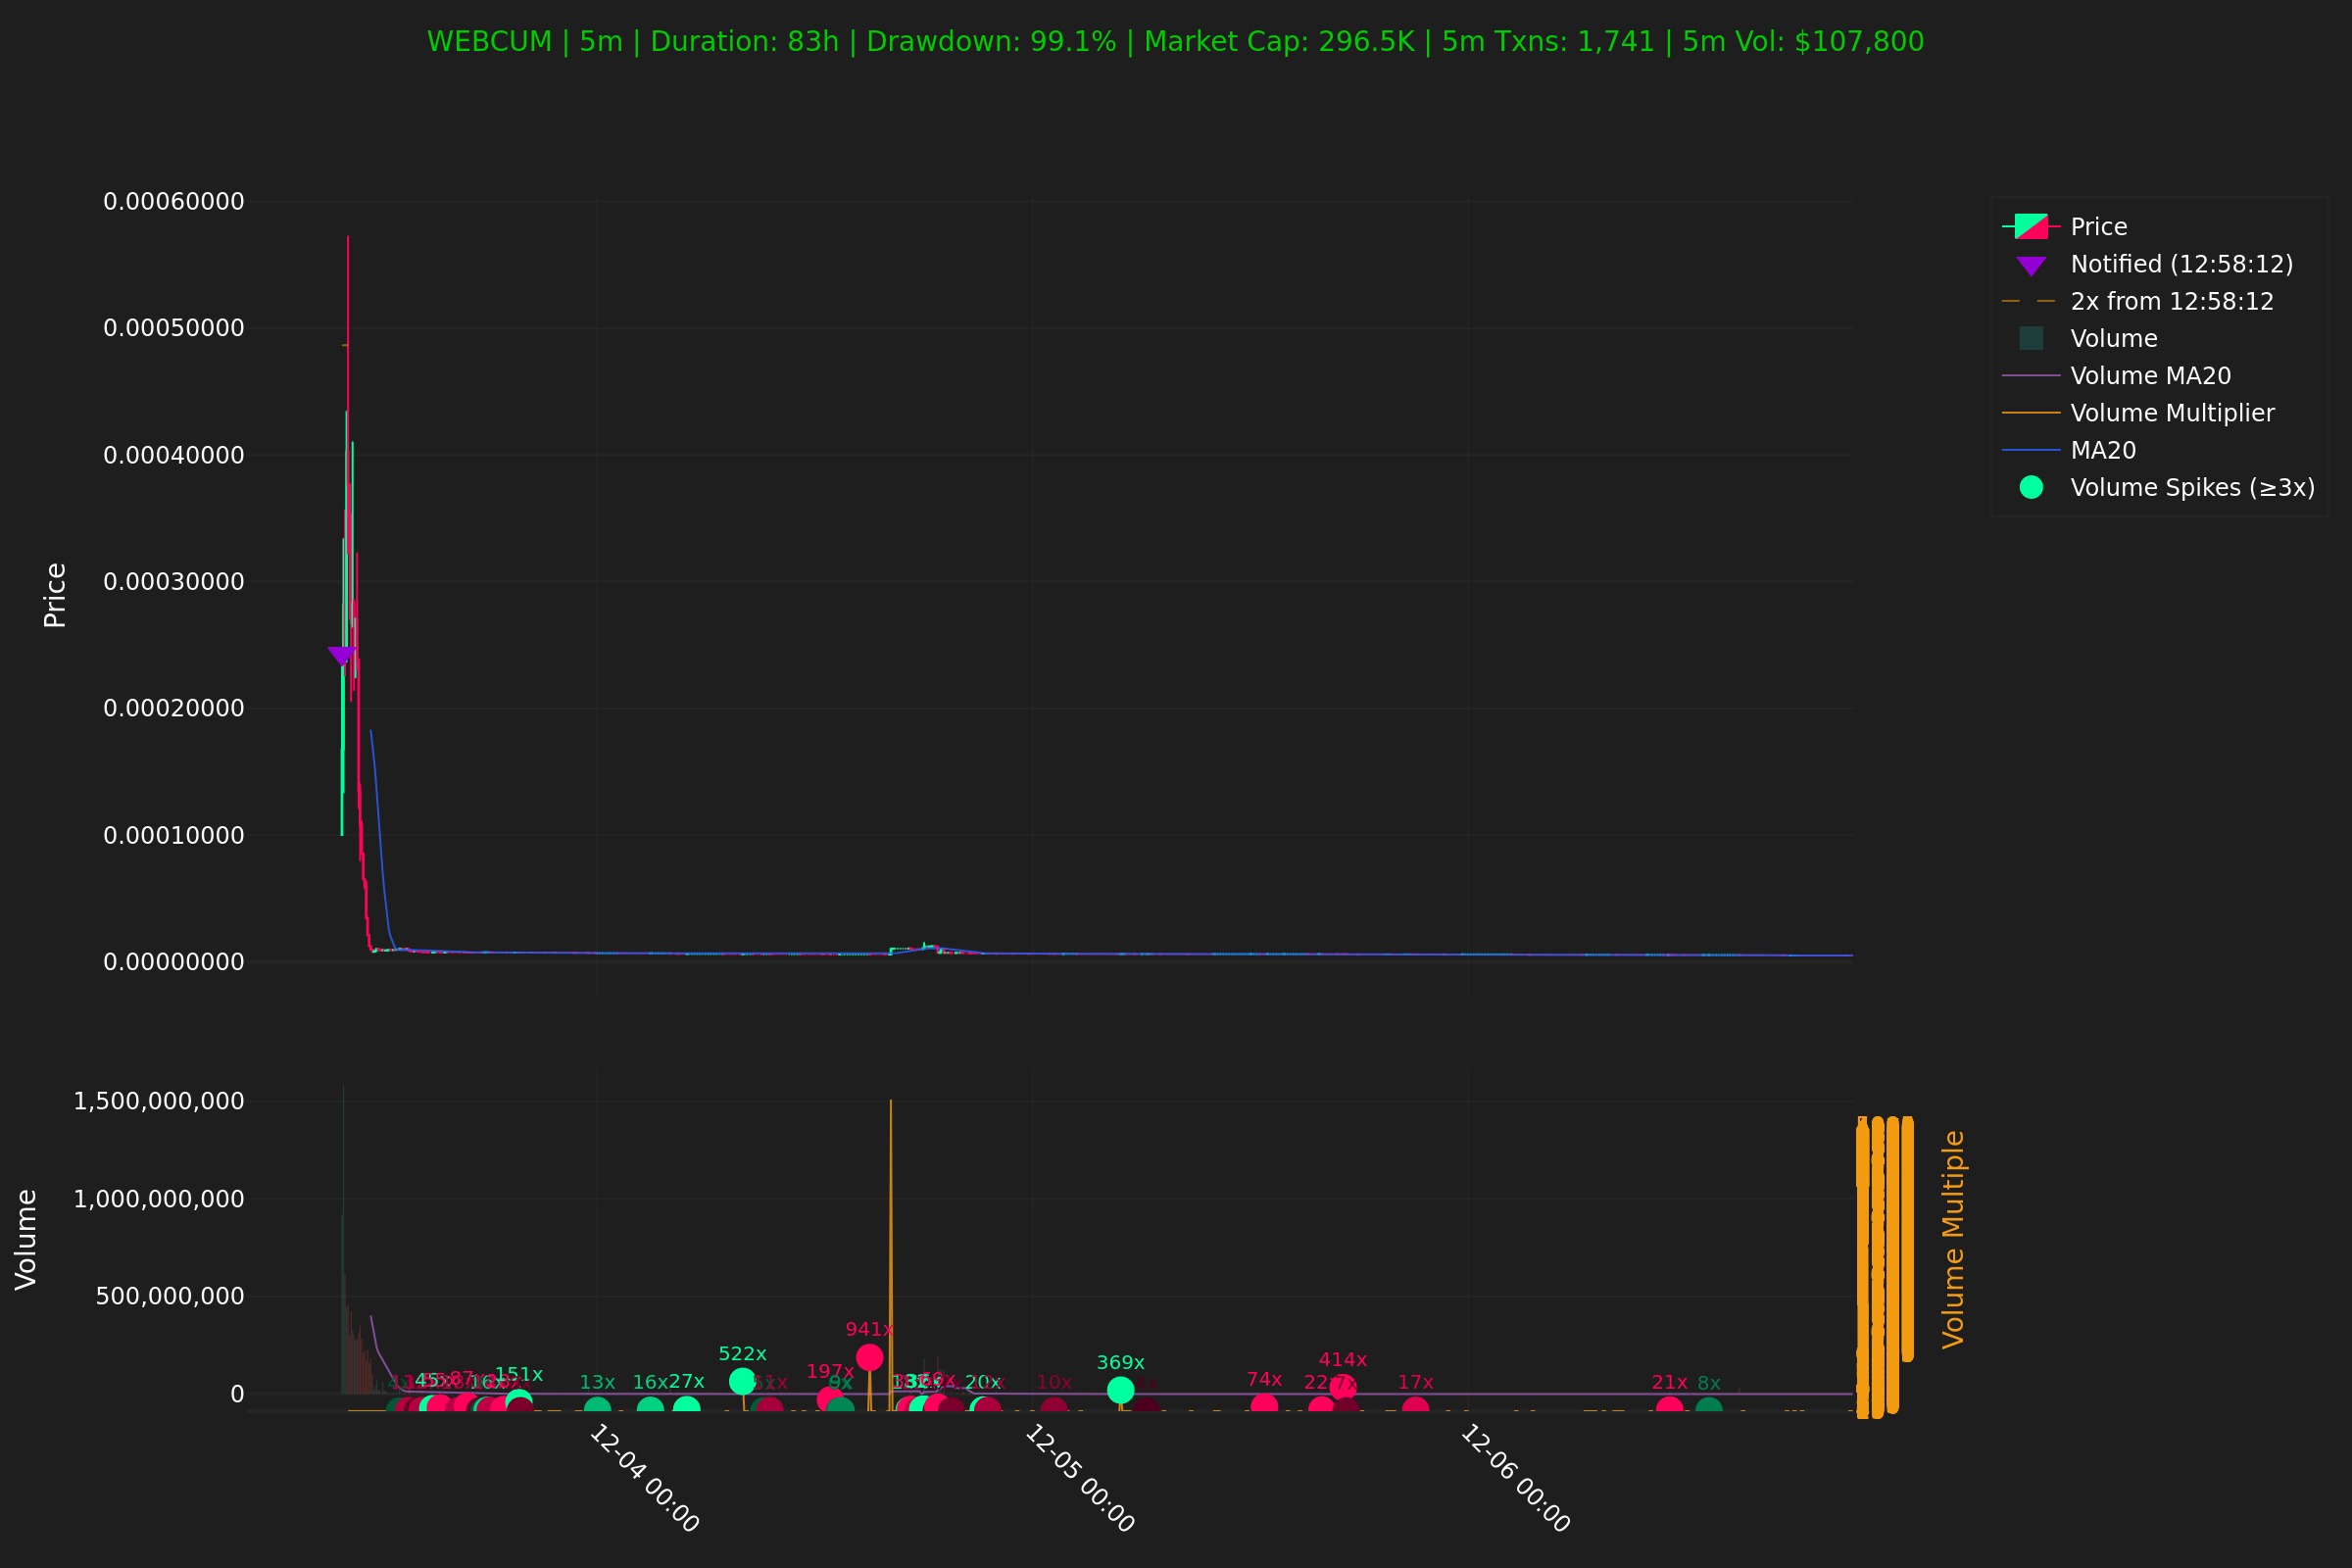 WEBCUM | 5m | Duration: 83h | Drawdown: 99.1% | Market Cap: 296.5K | 5m Txns: 1,741 | 5m Vol: $107,800
Price
0.00060000
0.00050000
0.00040000
0.00030000
0.00020000
0.00010000
0.00000000
Price
Notified (12:58:12)
2x from 12:58:12
Volume
Volume MA20
Volume Multiplier
MA20
Volume Spikes (≥3x)
Volume
1,500,000,000
1,000,000,000
500,000,000
0
45x
87x
16x
151x
13x
16x
27x
522x
197x
9x
941x
20x
10x
369x
74x
22x
414x
17x
21x
8x
Volume Multiple
12-04 00:00
12-05 00:00
12-06 00:00